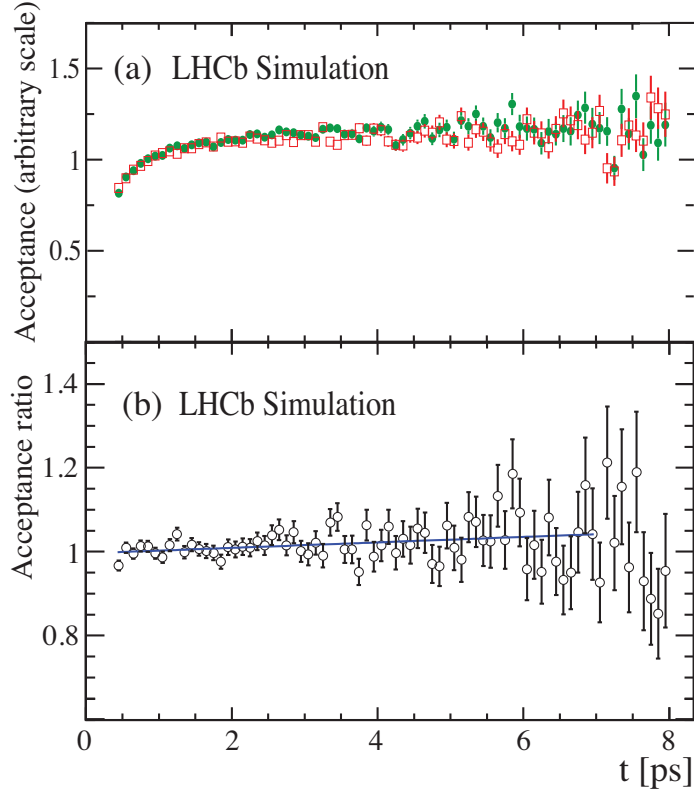 Acceptance (arbitrary scale)
1.5
1
0.5
(a) LHCb Simulation
Acceptance ratio
1.4
1.2
1.0
0.8
(b) LHCb Simulation
0 2 4 6 8
t [ps]